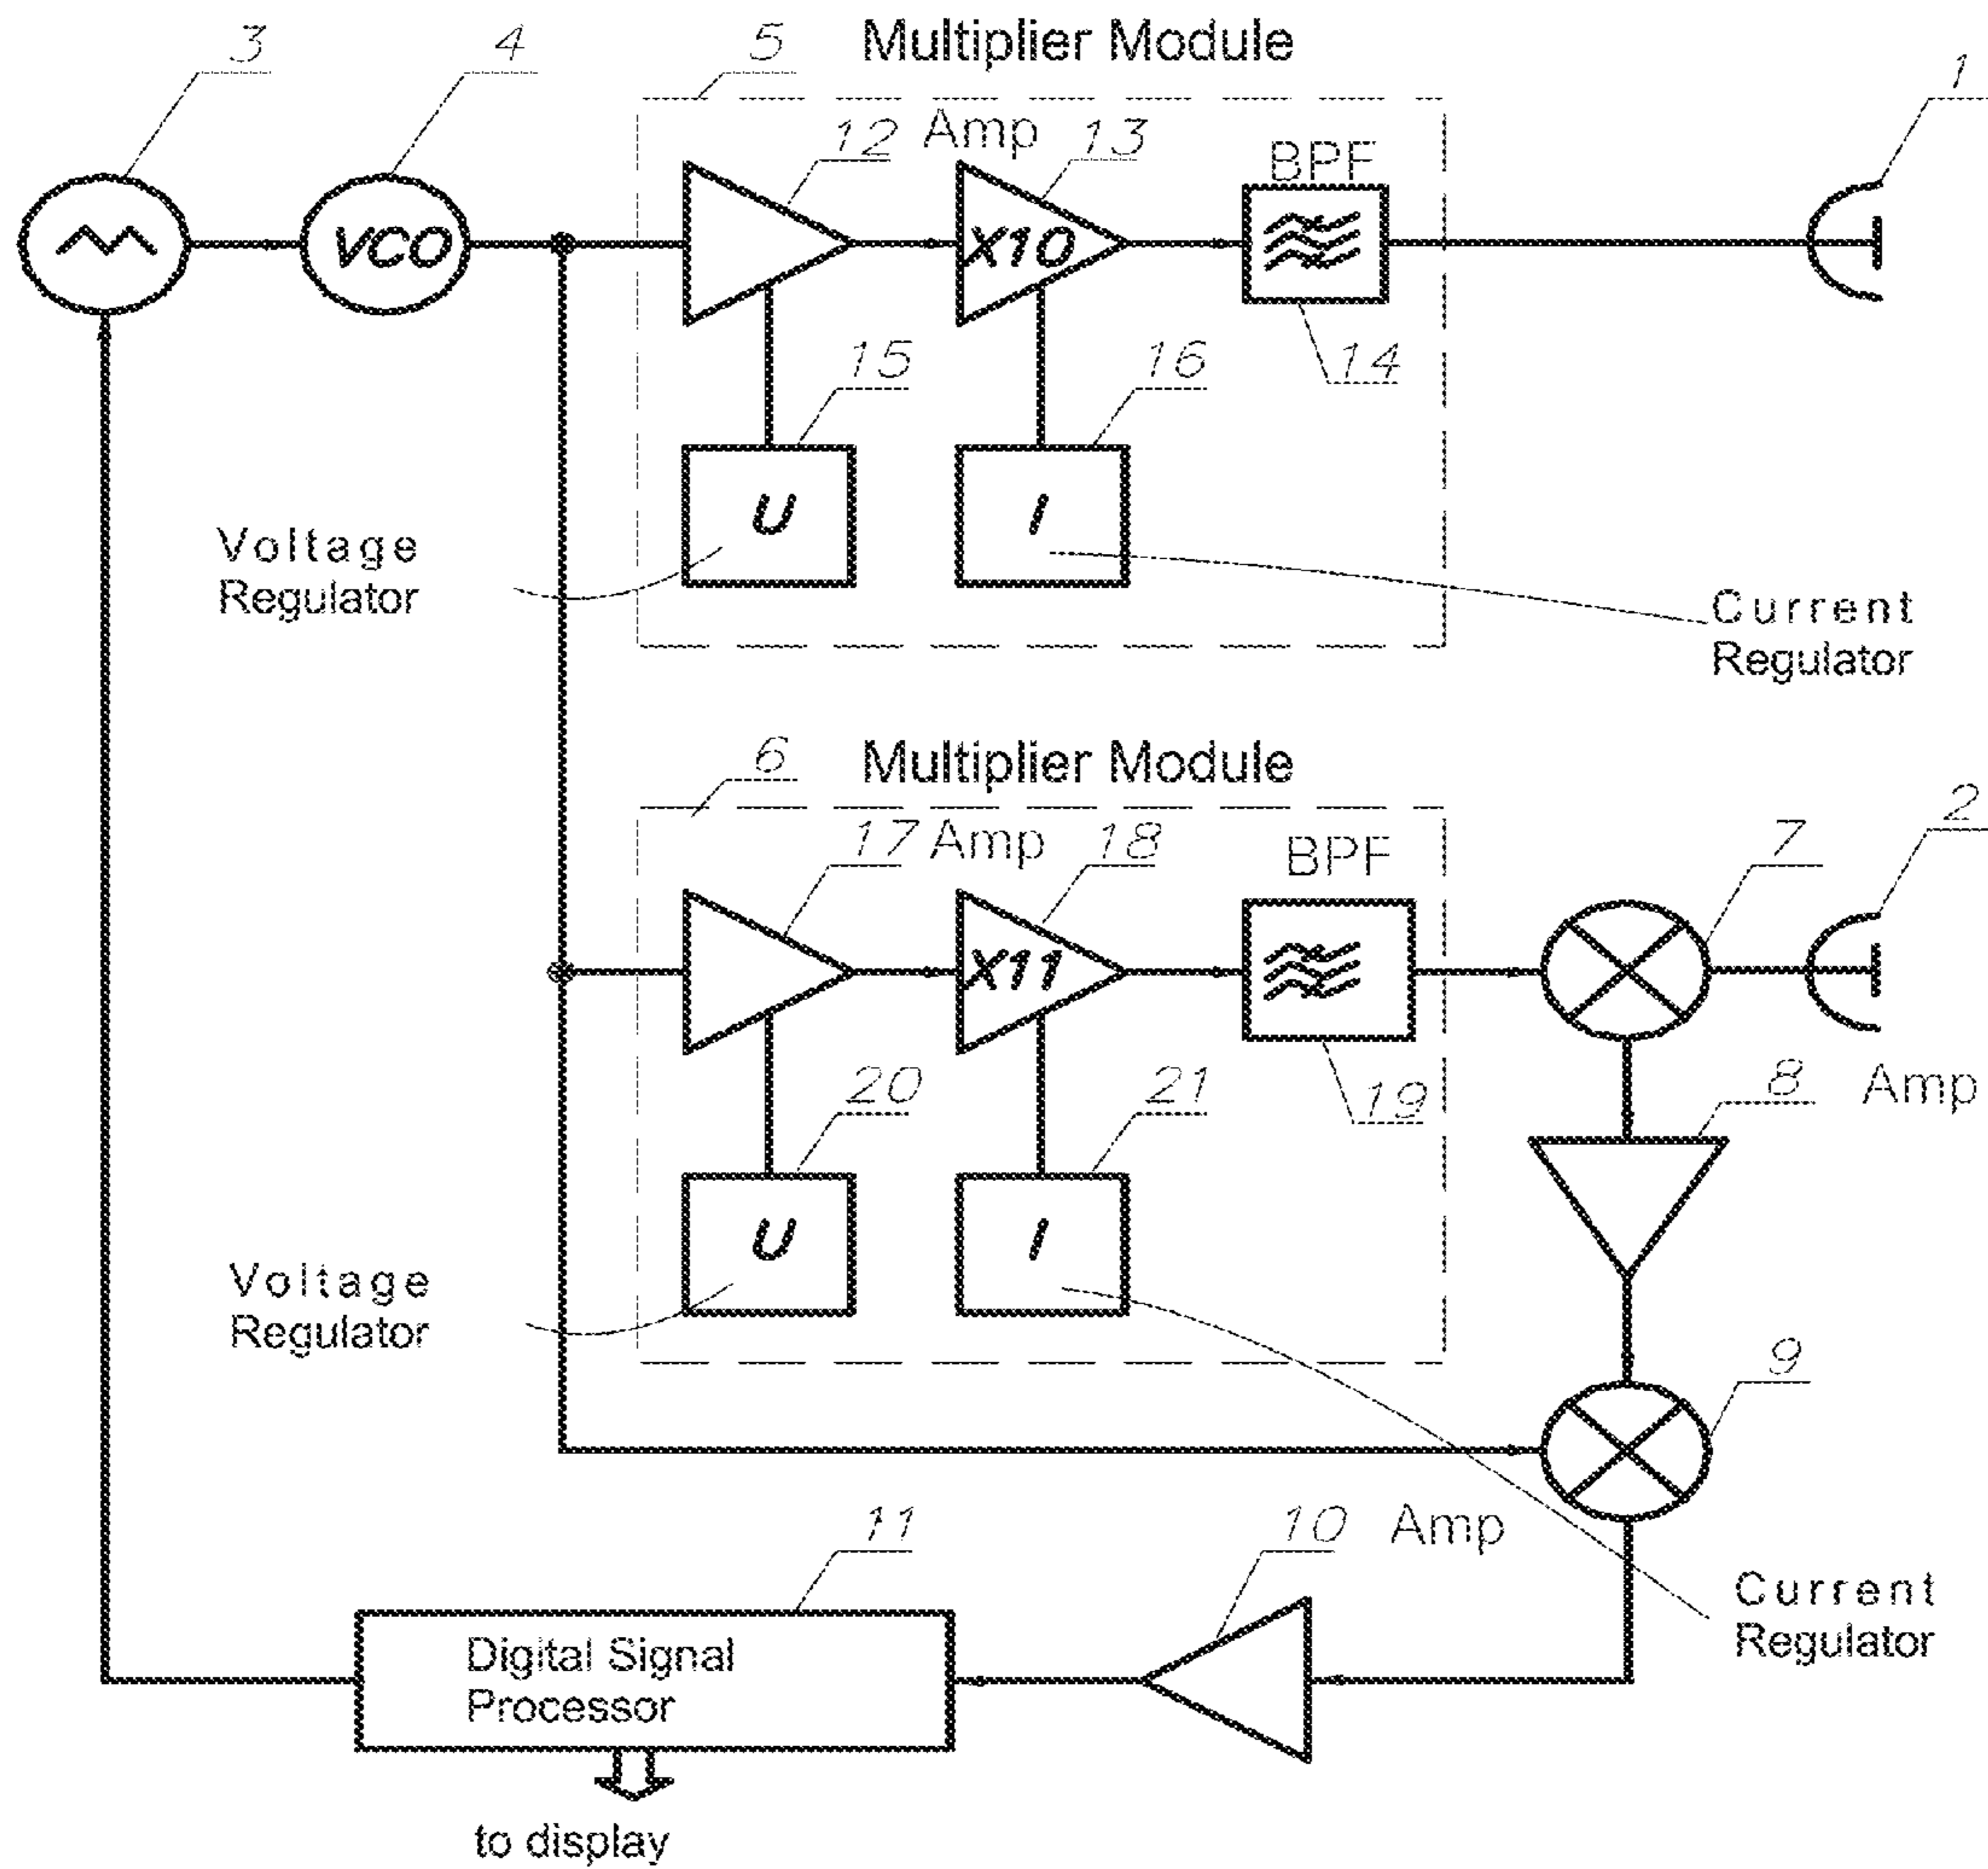 3
4
5
Multiplier Module
1
12
Amp
13
BPF
VCO
X10
15
16
14
U
I
Voltage
Regulator
Current
Regulator
6
Multiplier Module
2
17
Amp
18
BPF
7
X11
20
21
19
8
Amp
U
I
Voltage
Regulator
9
11
10
Amp
Current
Regulator
Digital Signal
Processor
to display